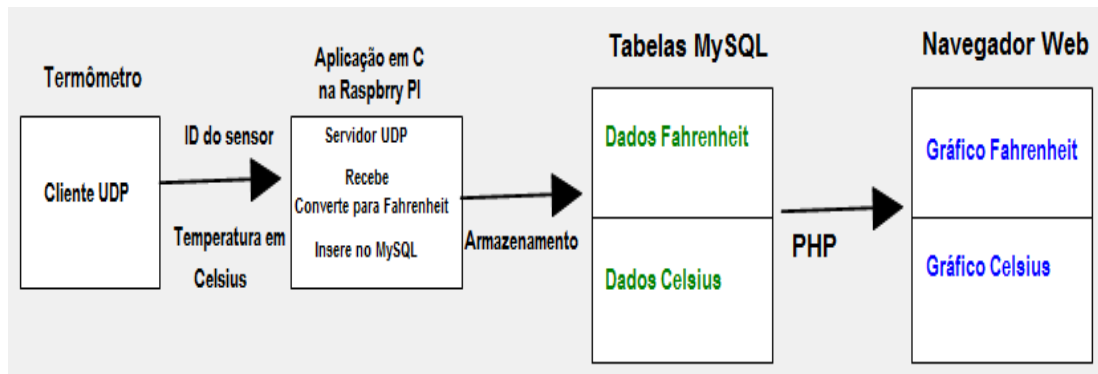 Termômetro
Cliente UDP
ID do sensor
Temperatura em
Celsius
Aplicação em C
na Raspbrry PI
Servidor UDP
Recebe
Converte para Fahrenheit
Insere no MySQL
Armazenamento
Tabelas MySQL
Dados Fahrenheit
Dados Celsius
PHP
Navegador Web
Gráfico Fahrenheit
Gráfico Celsius